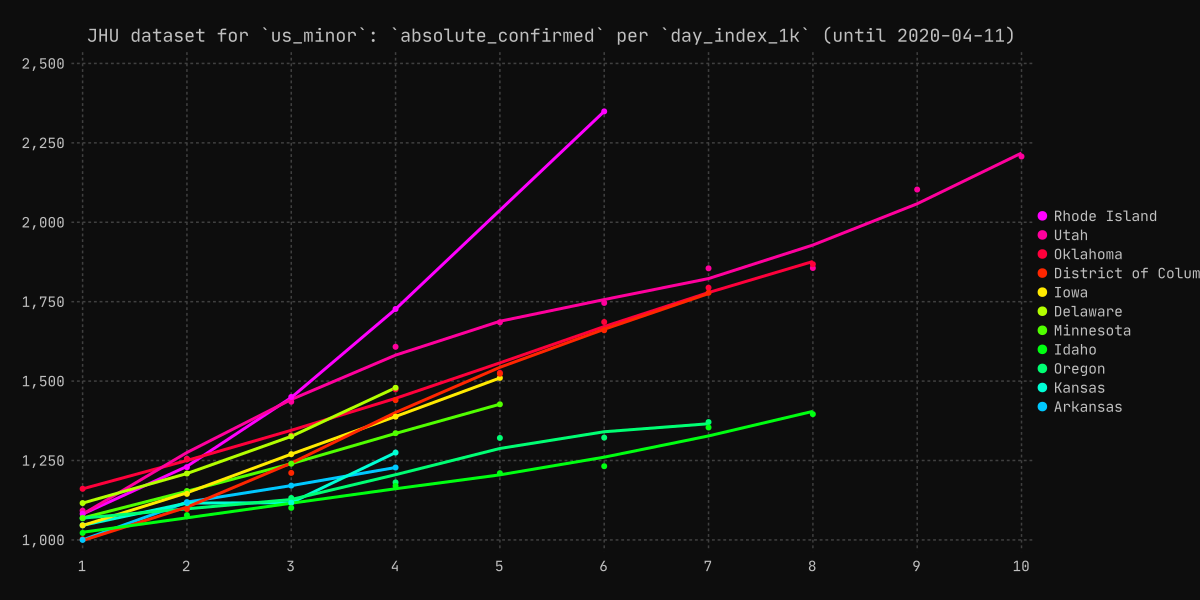 JHU dataset for `us_minor`: `absolute_confirmed` per `day_index_1k` (until 2020-04-11)
2,500
2,250
2,000
1,750
1,500
1,250
1,000
1 2 3 4 5 6 7 8 9 10
Rhode Island
Utah
Oklahoma
District of Colum
Iowa
Delaware
Minnesota
Idaho
Oregon
Kansas
Arkansas